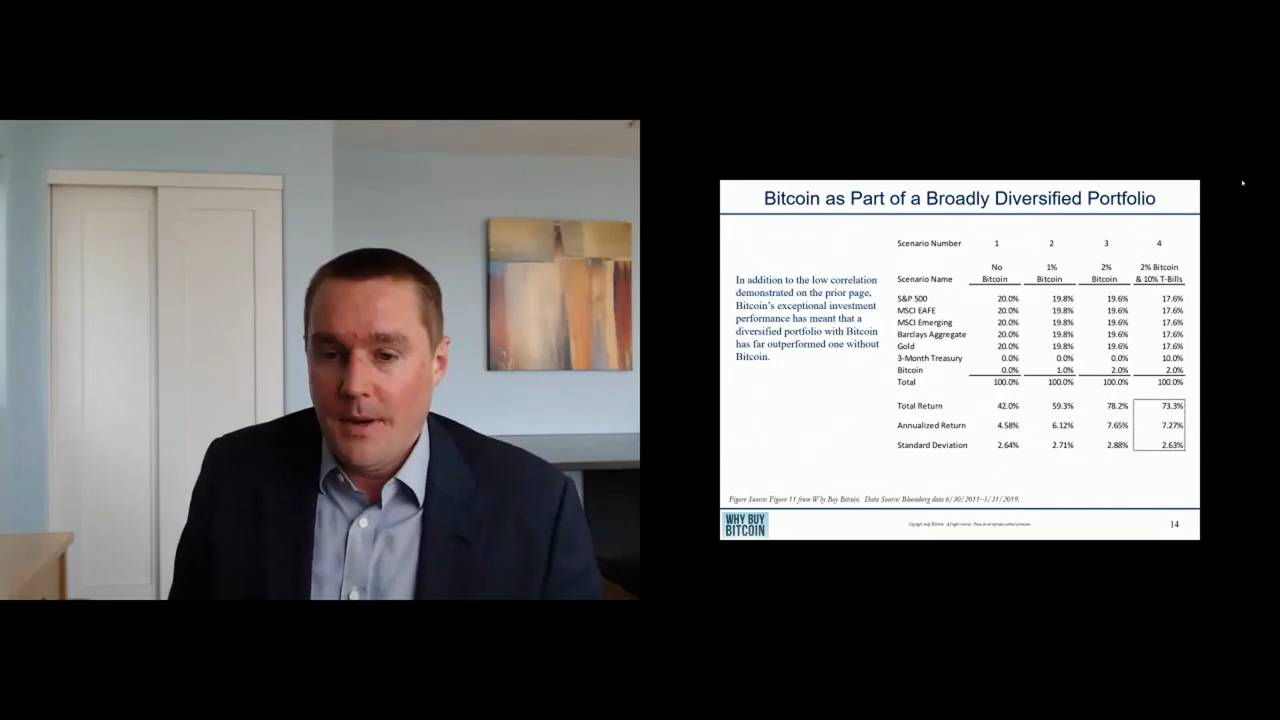 Bitcoin as Part of a Broadly Diversified Portfolio
In addition to the low correlation
demonstrated on the prior page,
Bitcoin's exceptional investment
performance has meant that a
diversified portfolio with Bitcoin
has far outperformed one without
Bitcoin.
Scenario Number 1 2 3 4
No 1% 2% 2% Bitcoin
Scenario Name Bitcoin Bitcoin Bitcoin & 10% T-Bills
S&P 500 20.0% 19.8% 19.6% 17.6%
MSCI EAFE 20.0% 19.8% 19.6% 17.6%
MSCI Emerging 20.0% 19.8% 19.6% 17.6%
Barclays Aggregate 20.0% 19.8% 19.6% 17.6%
Gold 20.0% 19.8% 19.6% 17.6%
3-Month Treasury 0.0% 0.0% 0.0% 10.0%
Bitcoin 0.0% 1.0% 2.0% 2.0%
Total 100.0% 100.0% 100.0% 100.0%
Total Return 42.0% 59.3% 78.2% 73.3%
Annualized Return 4.58% 6.12% 7.65% 7.27%
Standard Deviation 2.64% 2.71% 2.88% 2.63%
Figure Source: Figure 11 from Why Buy Bitcoin. Data Source: Bloomberg data 6/30/2011–5/31/2019.
WHY BUY
BITCOIN
14